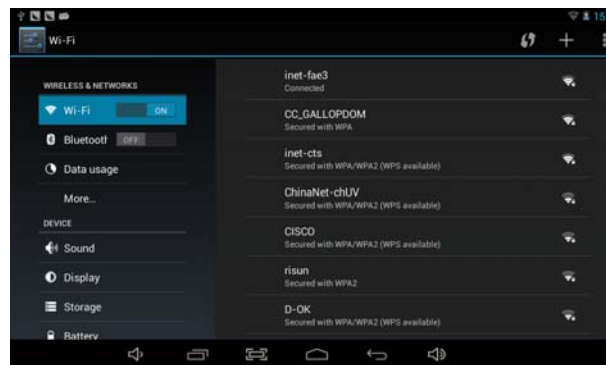 15
Wi-Fi
WIRELESS & NETWORKS
Wi-Fi ON
Bluetooth OFF
Data usage
More...
DEVICE
Sound
Display
Storage
Battery
inet-fae3
Connected
CC_GALLOPDOM
Secured with WPA
inet-cts
Secured with WPA/WPA2 (WPS available)
ChinaNet-chUV
Secured with WPA/WPA2 (WPS available)
CISCO
Secured with WPA/WPA2 (WPS available)
risun
Secured with WPA2
D-OK
Secured with WPA/WPA2 (WPS available)